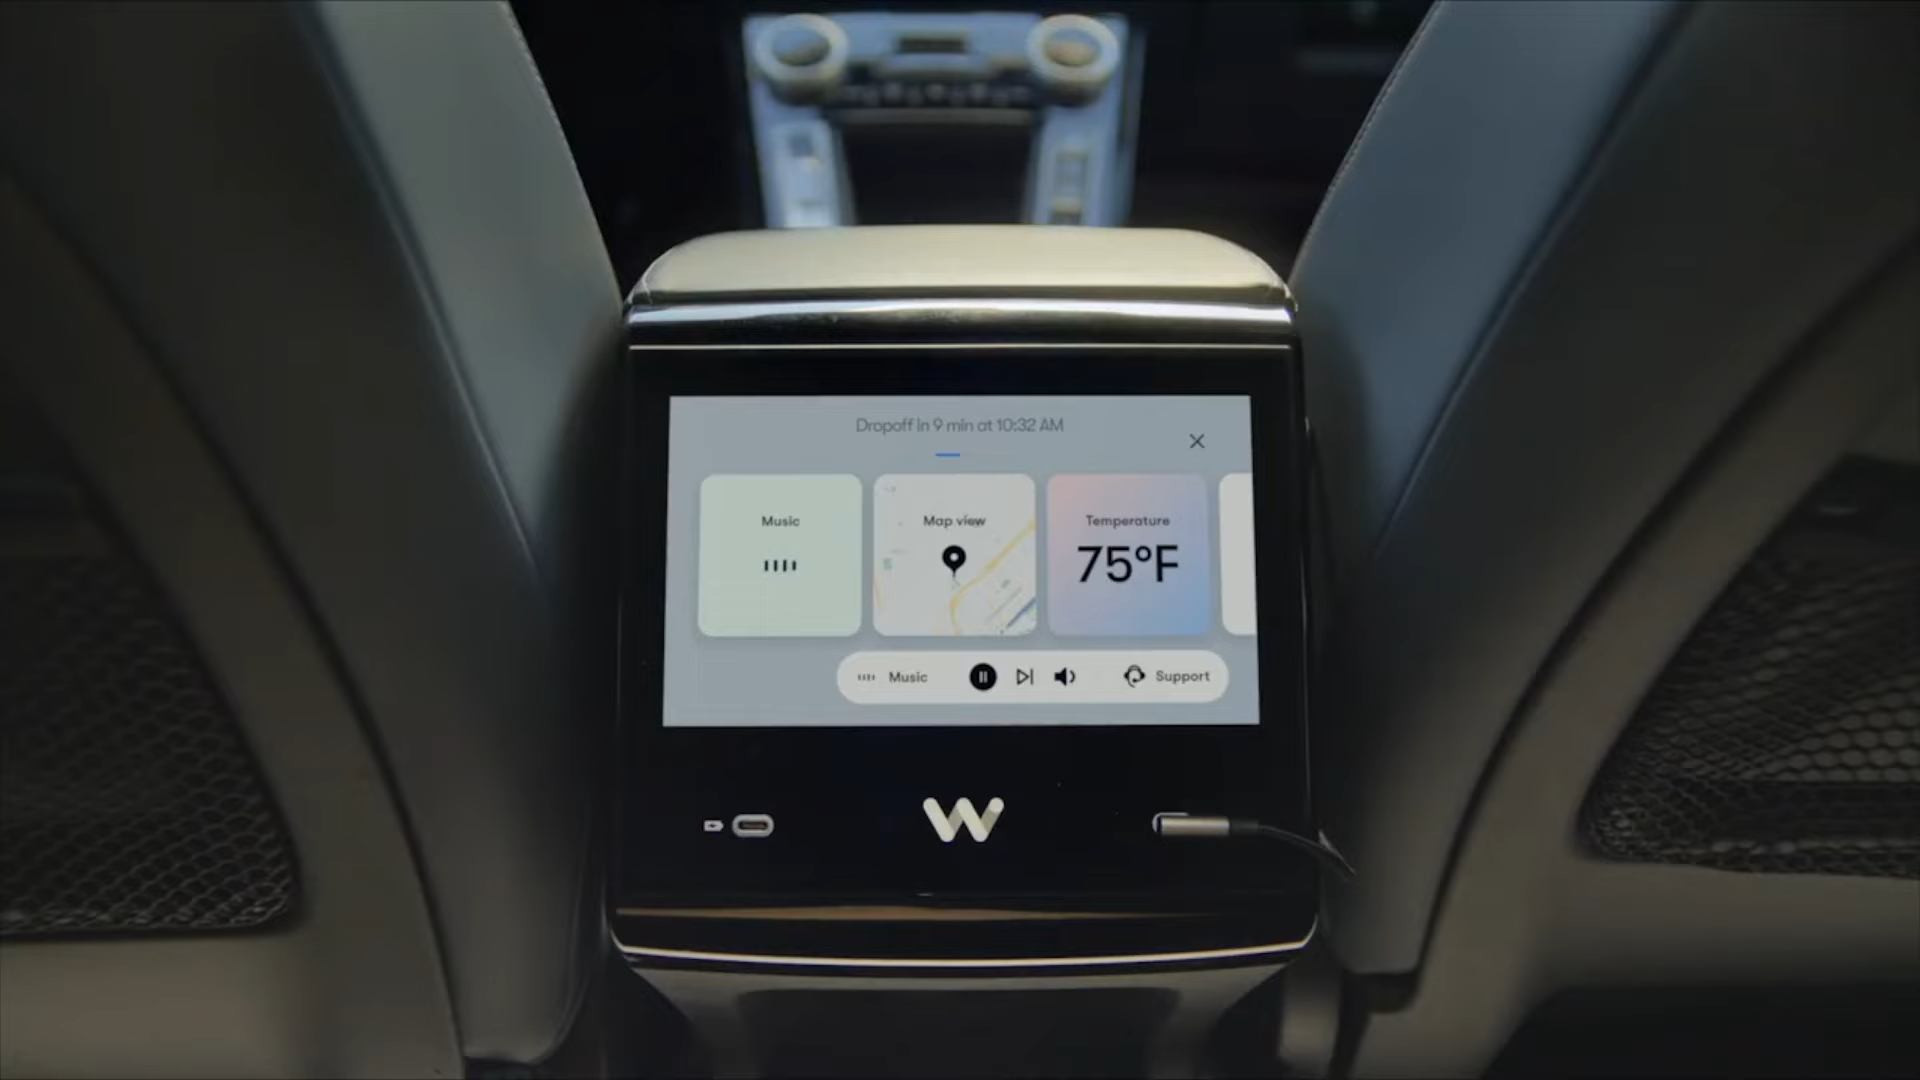 Dropoff in 9 min at 10:32 AM
Music
Map view
Temperature
75°F
Music
Support
W